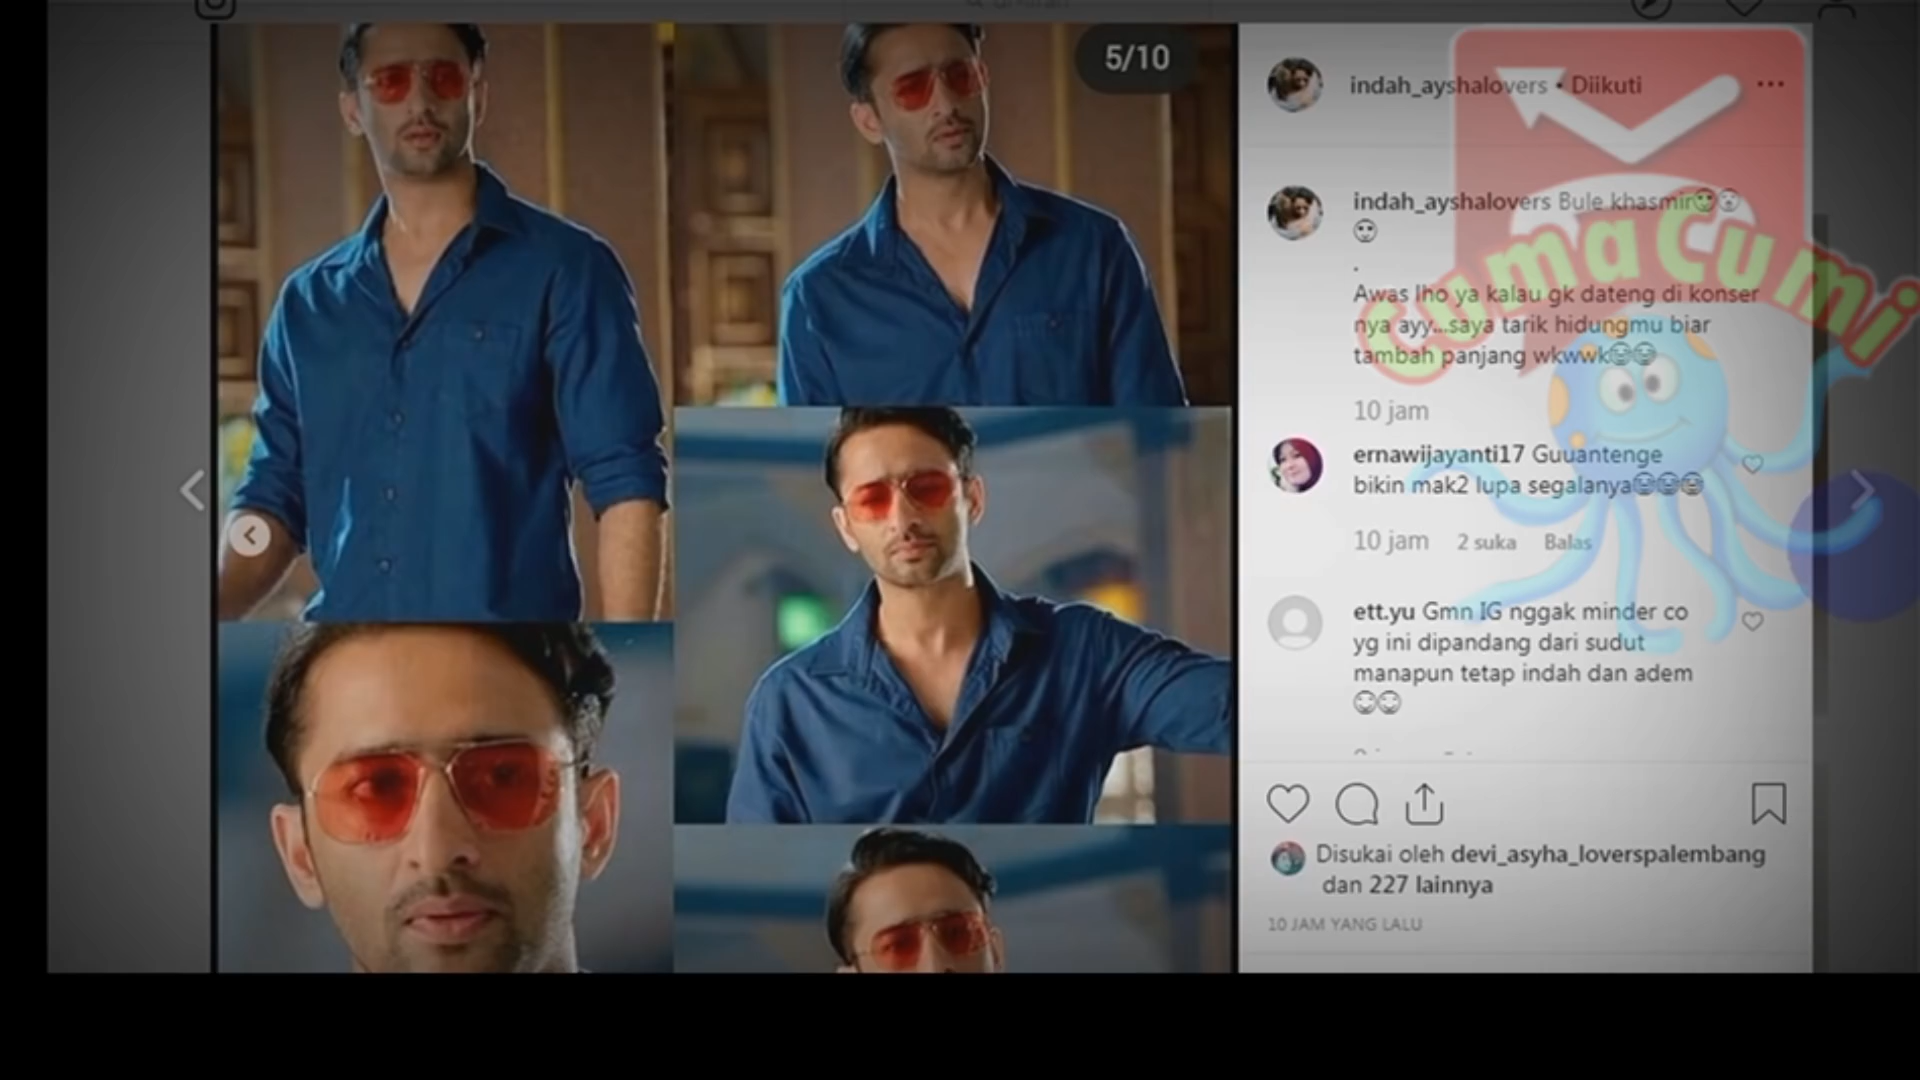 5/10
indah_ayshalovers • Diikuti
indah_ayshalovers Bule khasmir
.
Awas lho ya kalau gk dateng di konser
nya ayy...saya tarik hidungmu biar
tambah panjang wkwwk
10 jam
ernawijayanti17 Guuantenge
bikin mak2 lupa segalanya
10 jam 2 suka Balas
ett.yu Gmn IG nggak minder co
yg ini dipandang dari sudut
manapun tetap indah dan adem
Disukai oleh devi_asyha_loverspalembang
dan 227 lainnya
10 JAM YANG LALU
CumaCumi